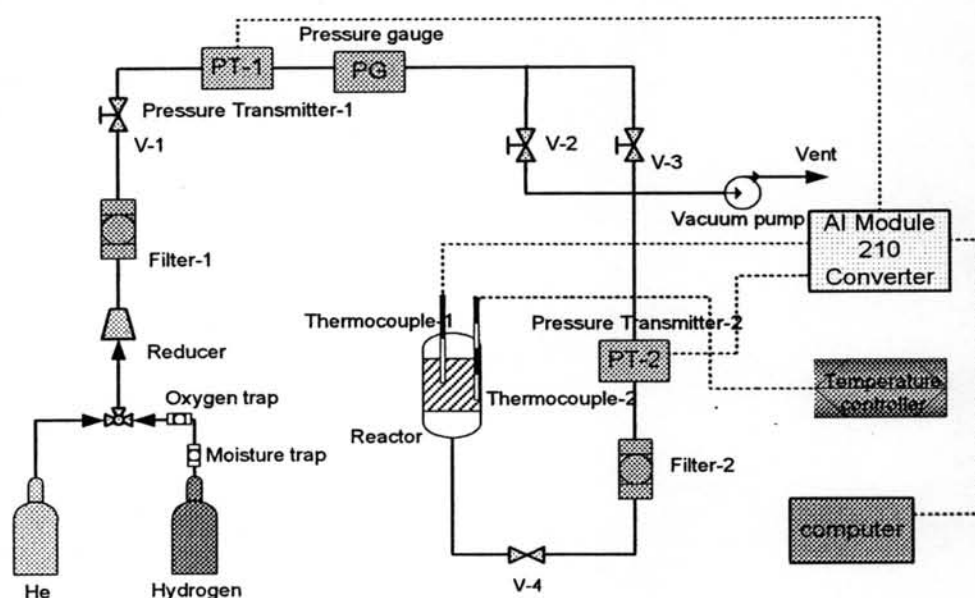 Pressure gauge
PT-1
PG
Pressure Transmitter-1
V-1
V-2
V-3
Vent
Vacuum pump
AI Module
210
Converter
Filter-1
Thermocouple-1
Pressure Transmitter-2
PT-2
Reducer
Temperature
controller
Oxygen trap
Thermocouple-2
Reactor
Moisture trap
Filter-2
computer
V-4
He
Hydrogen